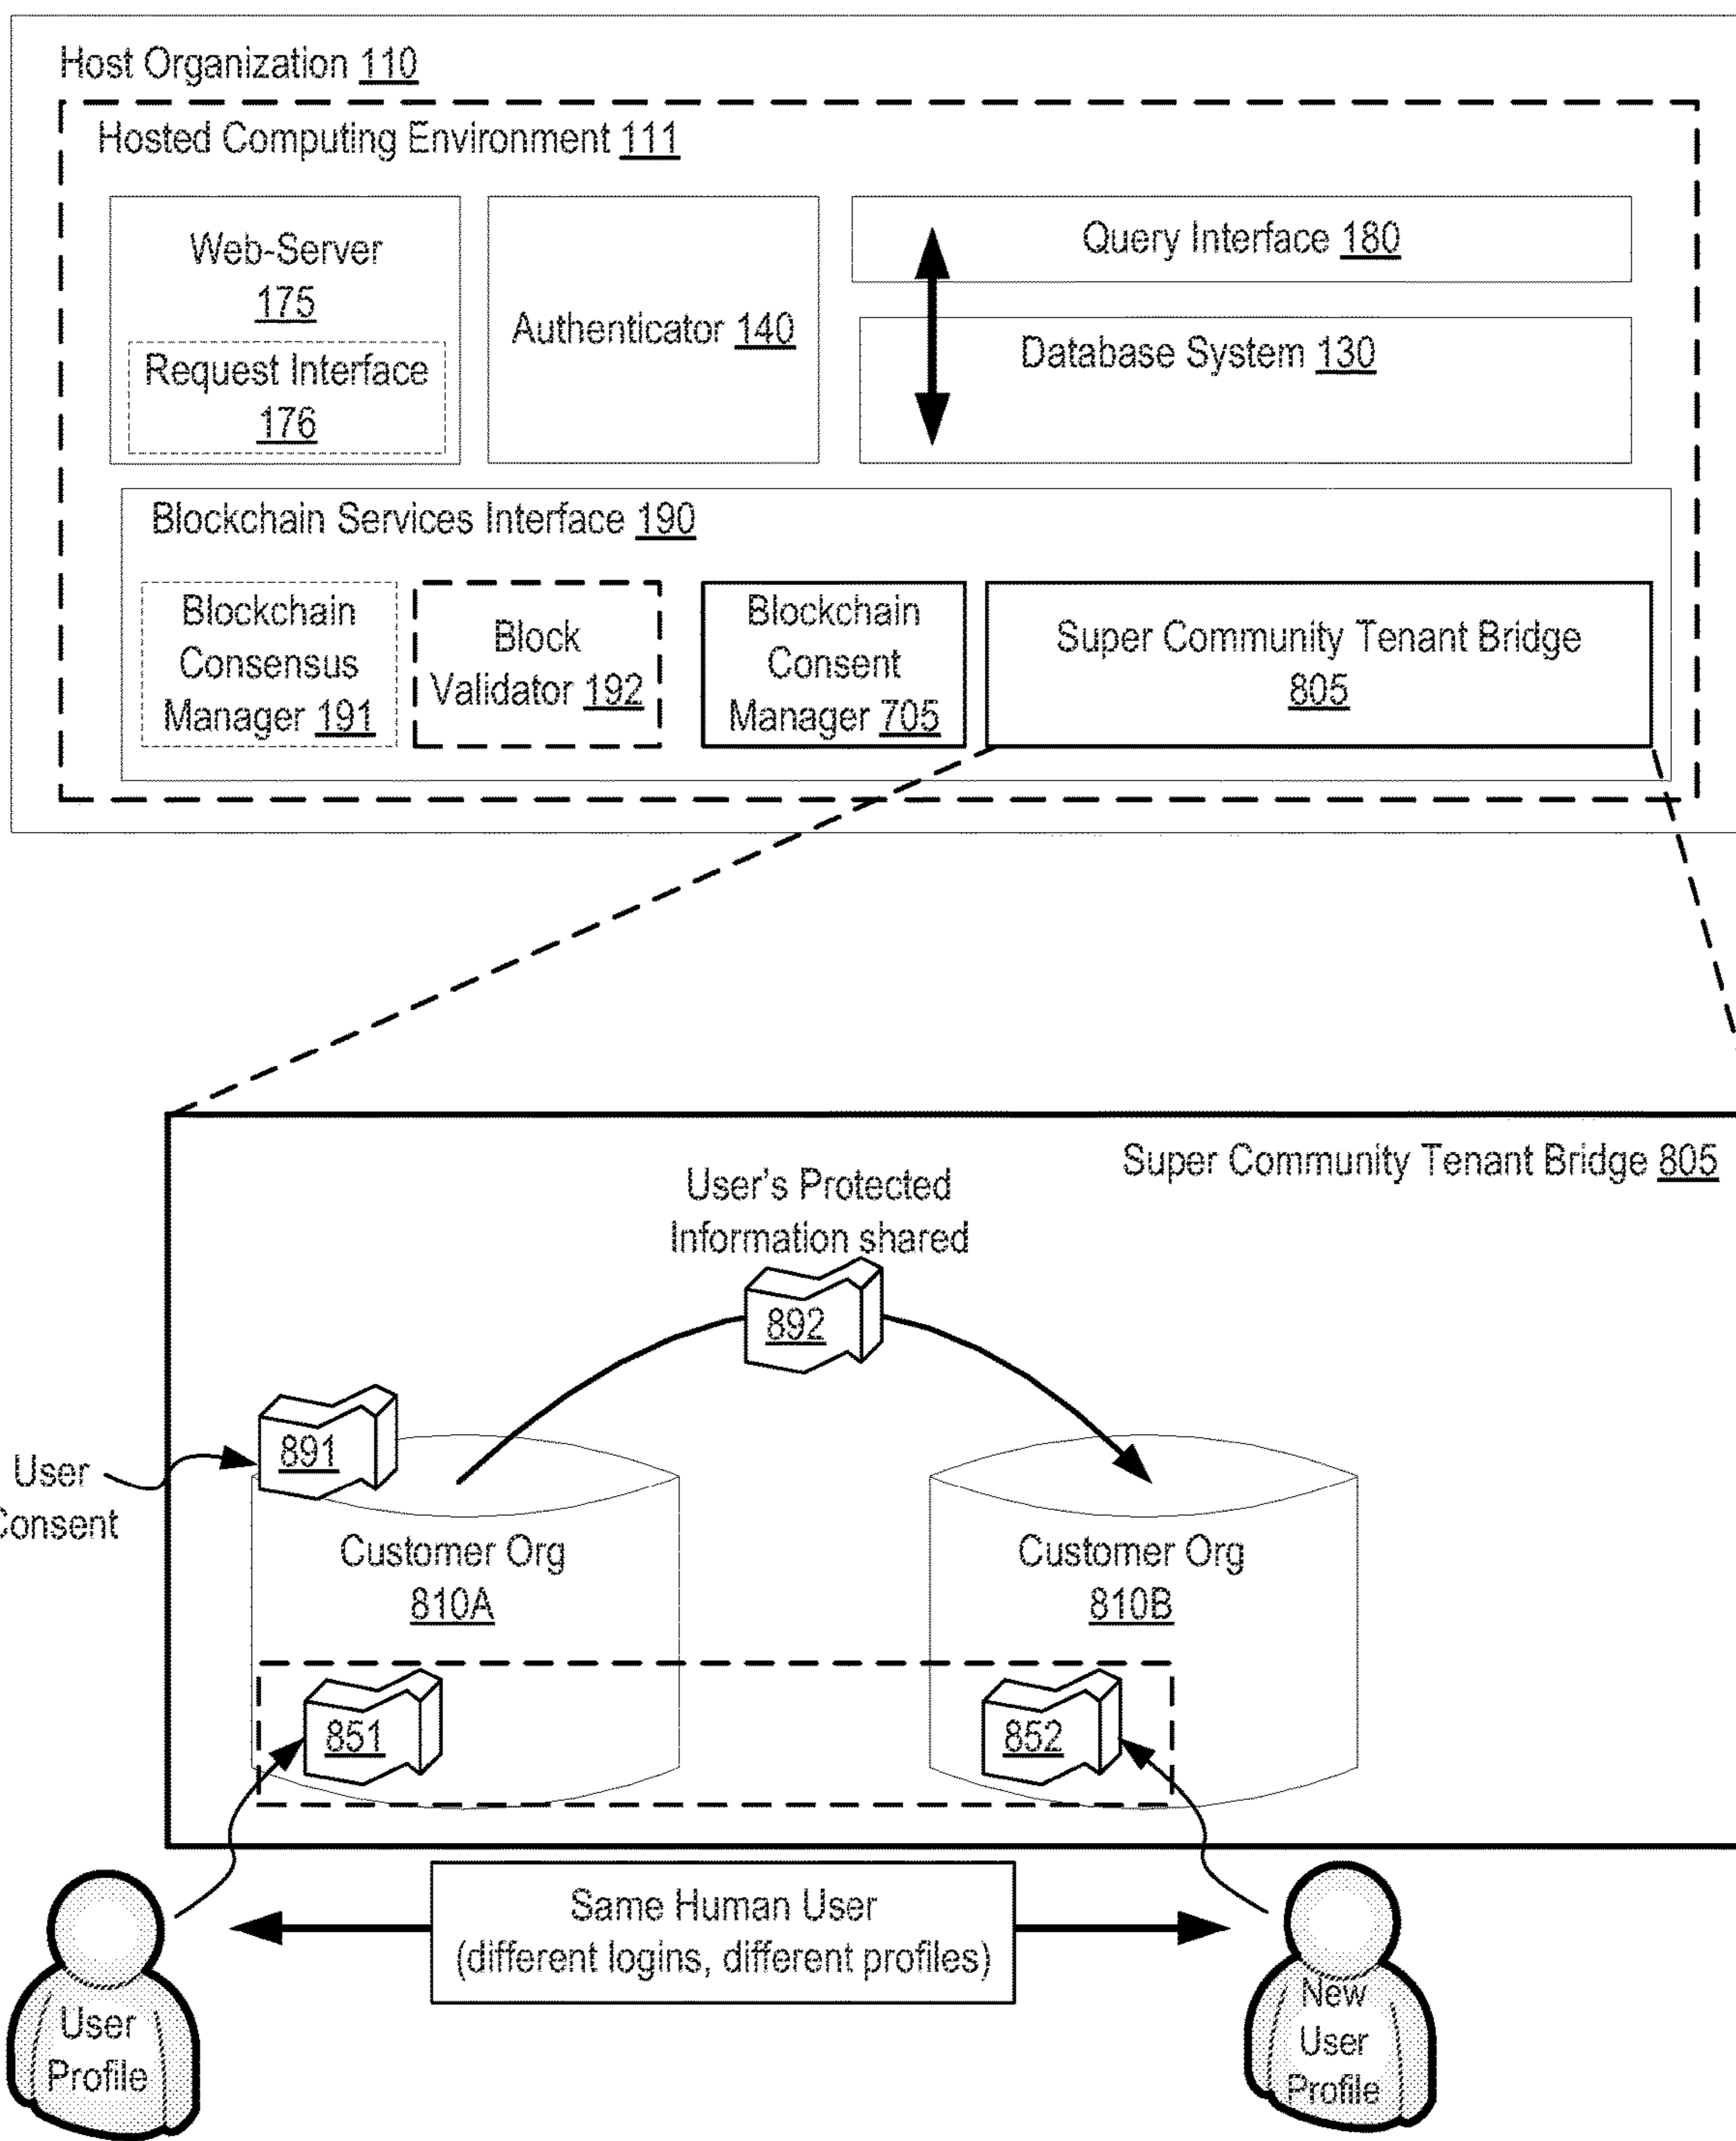 Host Organization 110
Hosted Computing Environment 111
Web-Server
175
Request Interface
176
Authenticator 140
Query Interface 180
Database System 130
Blockchain Services Interface 190
Blockchain
Consensus
Manager 191
Block
Validator 192
Blockchain
Consent
Manager 705
Super Community Tenant Bridge
805
Super Community Tenant Bridge 805
User's Protected
Information shared
892
891
User
Consent
Customer Org
810A
Customer Org
810B
851
852
Same Human User
(different logins, different profiles)
User
Profile
New
User
Profile